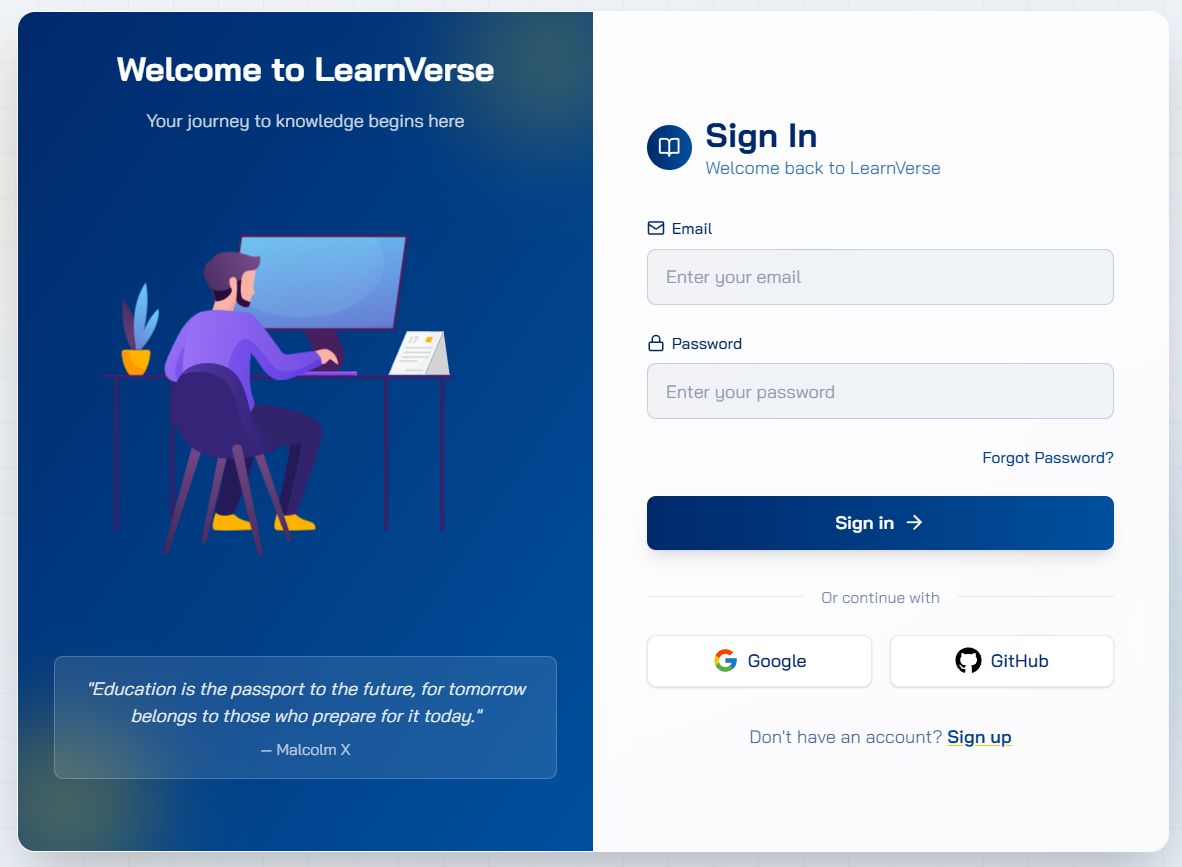 Welcome to LearnVerse
Your journey to knowledge begins here
17
"Education is the passport to the future, for tomorrow
belongs to those who prepare for it today."
— Malcolm X
Sign In
Welcome back to LearnVerse
Email
Enter your email
Password
Enter your password
Forgot Password?
Sign in →
Or continue with
Google
GitHub
Don't have an account? Sign up